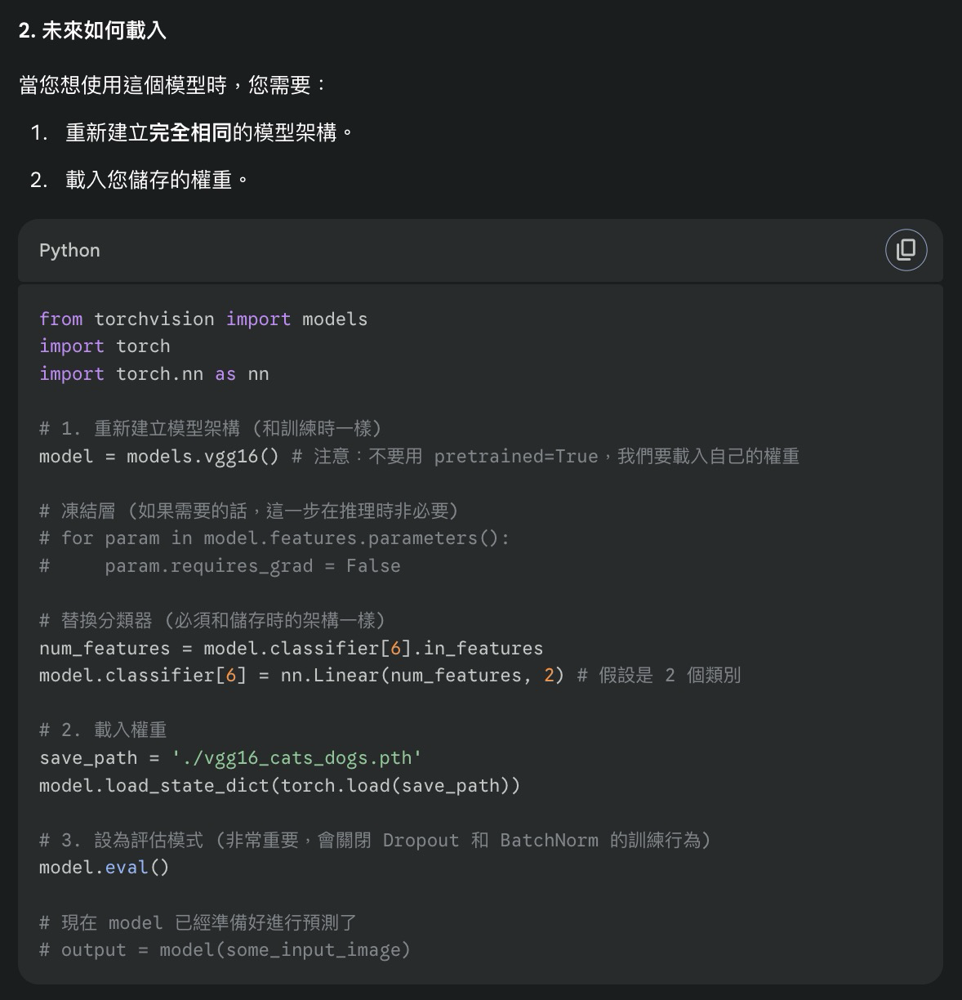 2. 未來如何載入
當您想使用這個模型時，您需要：
1. 重新建立完全相同的模型架構。
2. 載入您儲存的權重。
Python
from torchvision import models
import torch
import torch.nn as nn
# 1. 重新建立模型架構 (和訓練時一樣)
model = models.vgg16() # 注意：不要用 pretrained=True，我們要載入自己的權重
# 凍結層 (如果需要的話，這一步在推理時非必要)
# for param in model.features.parameters():
#     param.requires_grad = False
# 替換分類器 (必須和儲存時的架構一樣)
num_features = model.classifier[6].in_features
model.classifier[6] = nn.Linear(num_features, 2) # 假設是 2 個類別
# 2. 載入權重
save_path = './vgg16_cats_dogs.pth'
model.load_state_dict(torch.load(save_path))
# 3. 設為評估模式 (非常重要，會關閉 Dropout 和 BatchNorm 的訓練行為)
model.eval()
# 現在 model 已經準備好進行預測了
# output = model(some_input_image)